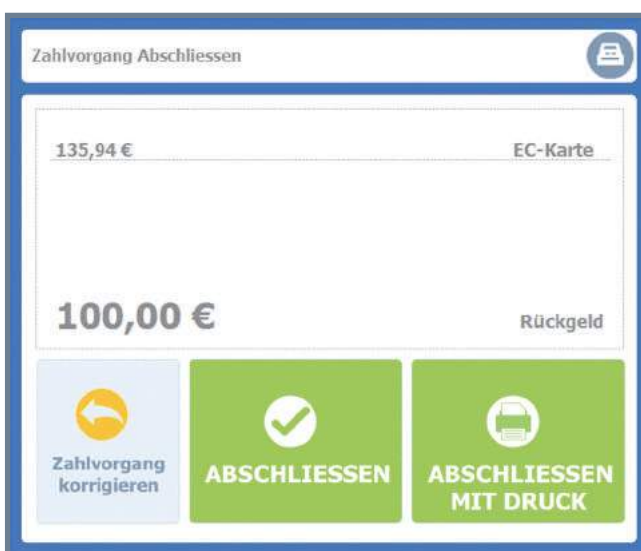 Zahlvorgang Abschliessen
135,94 € EC-Karte
100,00 € Rückgeld
Zahlvorgang
korrigieren
ABSCHLIESSEN
ABSCHLIESSEN
MIT DRUCK